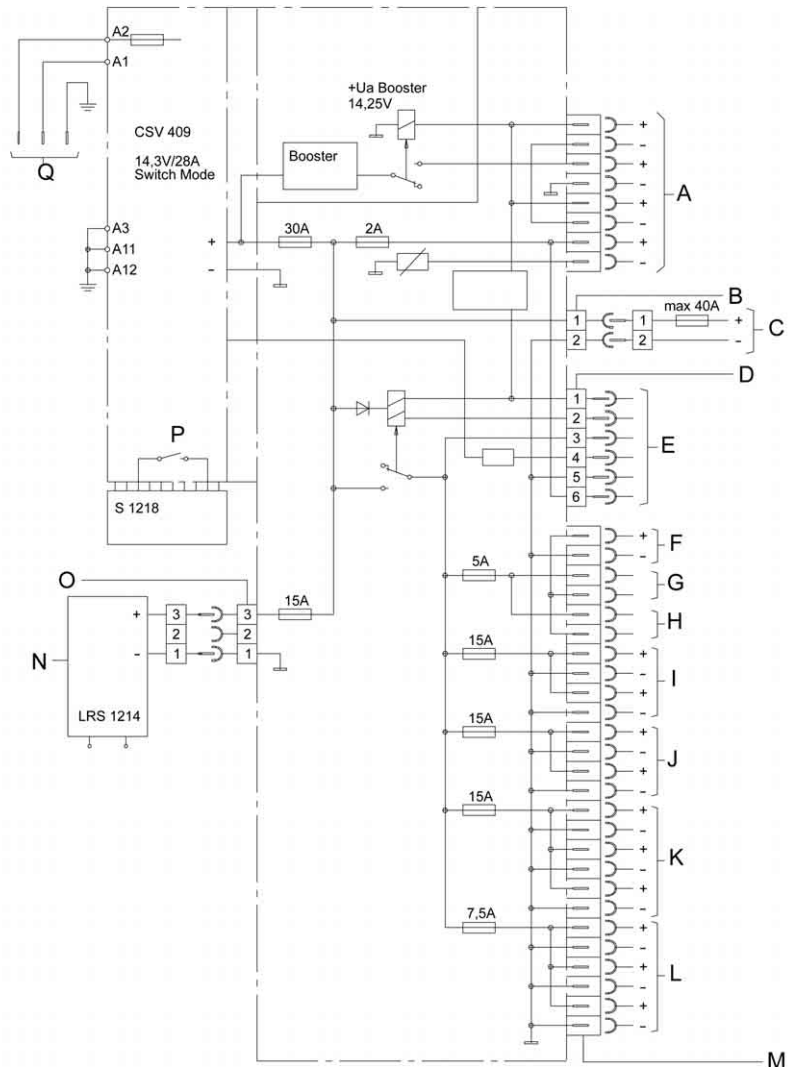 A2
A1
CSV 409
14,3V/28A
Switch Mode
Q
A3
A11
A12
+
-
+Ua Booster
14,25V
Booster
30A
2A
+
-
+
-
+
-
+
-
A
B
1 1 max 40A +
2 2 -
C
D
1
2
3
4
5
6
E
P
S 1218
O
+ 3 3 15A
2 2
- 1 1
N
LRS 1214
+
-
F
5A
G
H
15A
+
-
+
-
I
15A
+
-
+
-
J
15A
+
-
+
-
+
-
K
7,5A
+
-
+
-
+
-
L
M